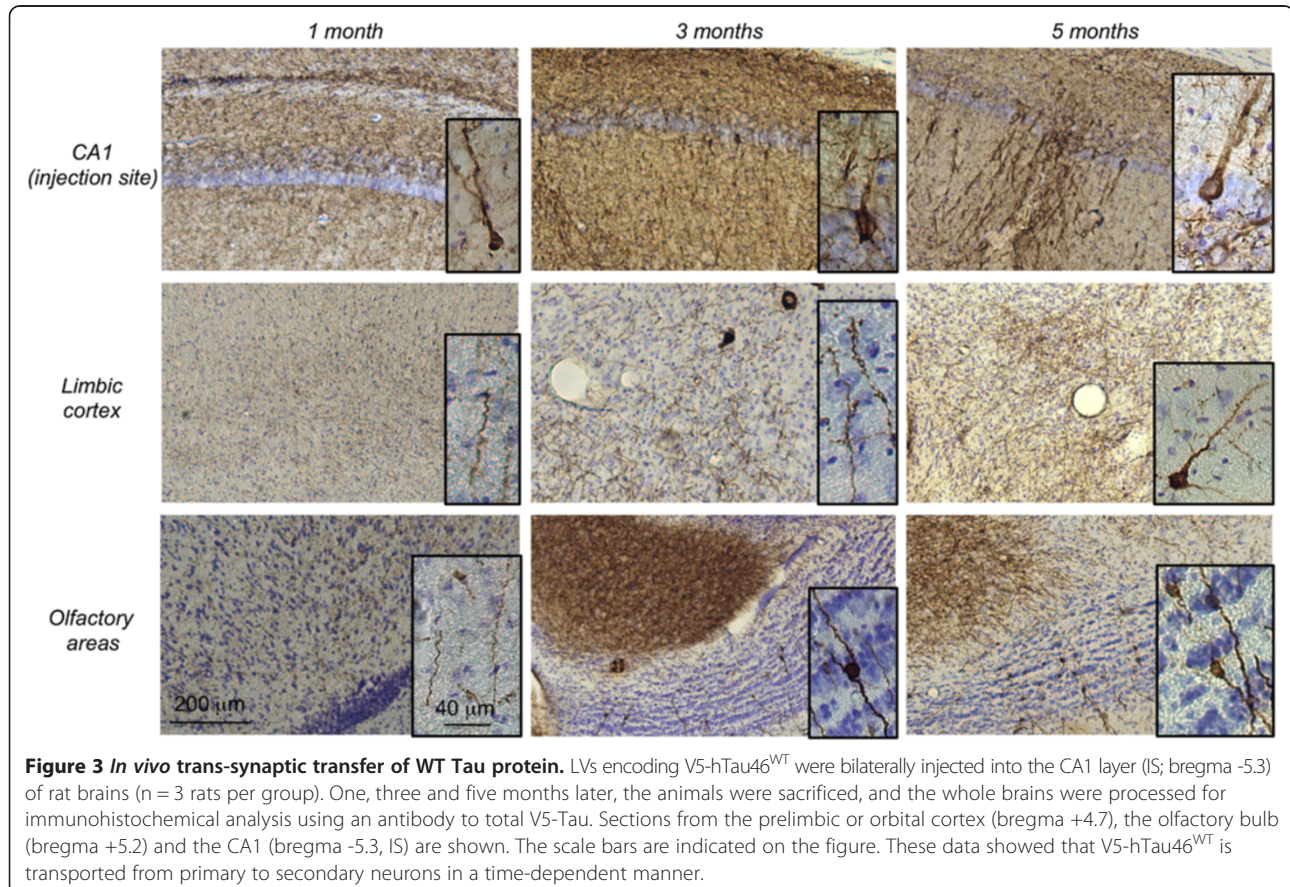 1 month 3 months 5 months
CA1
(injection site)
Limbic
cortex
Olfactory
areas
200 µm
40 µm
Figure 3 In vivo trans-synaptic transfer of WT Tau protein. LVs encoding V5-hTau46WT were bilaterally injected into the CA1 layer (IS; bregma -5.3)
of rat brains (n = 3 rats per group). One, three and five months later, the animals were sacrificed, and the whole brains were processed for
immunohistochemical analysis using an antibody to total V5-Tau. Sections from the prelimbic or orbital cortex (bregma +4.7), the olfactory bulb
(bregma +5.2) and the CA1 (bregma -5.3, IS) are shown. The scale bars are indicated on the figure. These data showed that V5-hTau46WT is
transported from primary to secondary neurons in a time-dependent manner.